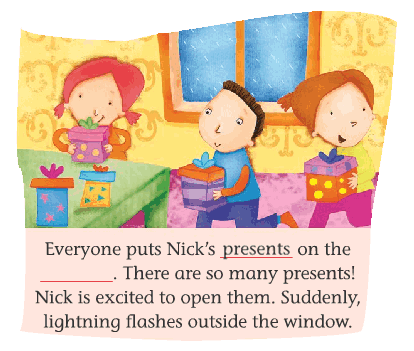 Everyone puts Nick's presents on the
________. There are so many presents!
Nick is excited to open them. Suddenly,
lightning flashes outside the window.